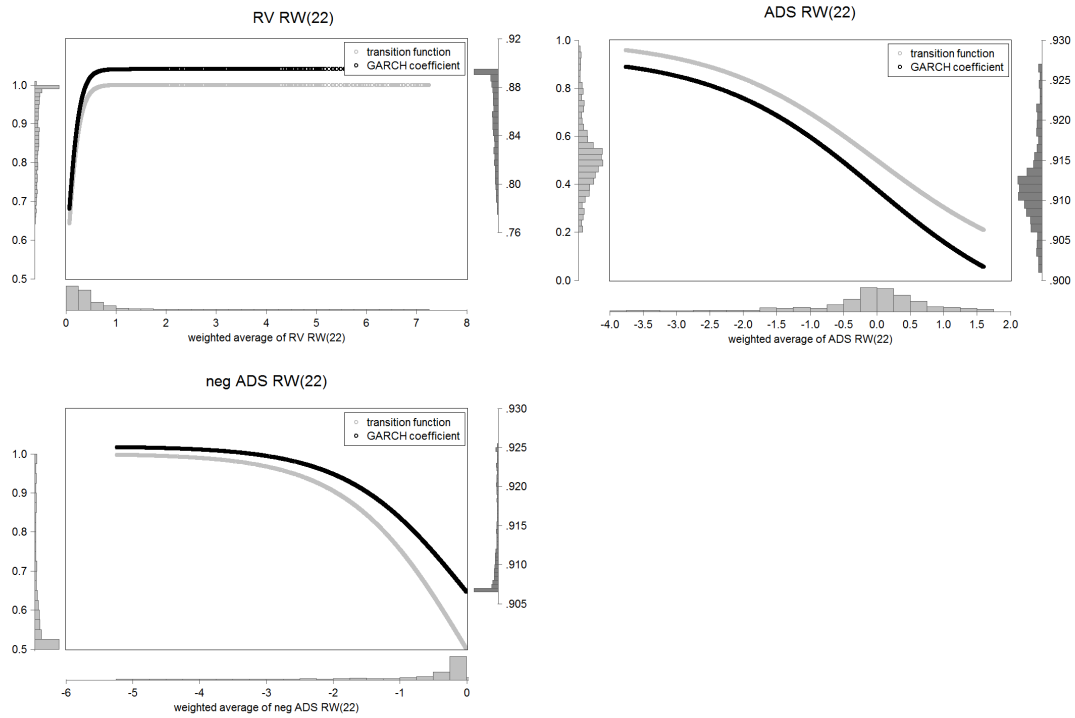 RV RW(22)
transition function
GARCH coefficient
1.0
0.9
0.8
0.7
0.6
0.5
.92
.88
.84
.80
.76
0 1 2 3 4 5 6 7 8
weighted average of RV RW(22)
ADS RW(22)
transition function
GARCH coefficient
1.0
0.8
0.6
0.4
0.2
0.0
.930
.925
.920
.915
.910
.905
.900
-4.0 -3.5 -3.0 -2.5 -2.0 -1.5 -1.0 -0.5 0.0 0.5 1.0 1.5 2.0
weighted average of ADS RW(22)
neg ADS RW(22)
transition function
GARCH coefficient
1.0
0.9
0.8
0.7
0.6
0.5
.930
.925
.920
.915
.910
.905
-6 -5 -4 -3 -2 -1 0
weighted average of neg ADS RW(22)